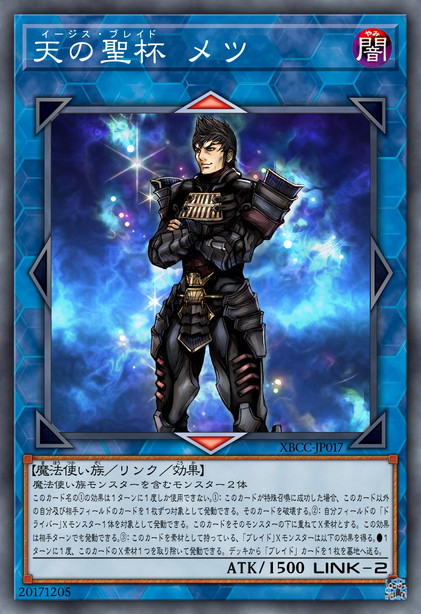 イージス・ブレイド
天の聖杯 メツ
やみ
闇
XBCC-JP017
【魔法使い族／リンク／効果】
魔法使い族モンスターを含むモンスター２体
このカード名の①の効果は１ターンに１度しか使用できない。①：このカードが特殊召喚に成功した場合、このカード以外
の自分及び相手フィールドのカードを１枚ずつ対象として発動できる。そのカードを破壊する。②：自分フィールドの「ド
ライバー」Ｘモンスター１体を対象として発動できる。このカードをそのモンスターの下に重ねてＸ素材とする。この効果
は相手ターンでも発動できる。③：このカードを素材として持っている、「ブレイド」Ｘモンスターは以下の効果を得る。●１
ターンに１度、このカードのＸ素材１つを取り除いて発動できる。デッキから「ブレイド」カードを１枚を墓地へ送る。
ATK/1500 LINK-2
20171205